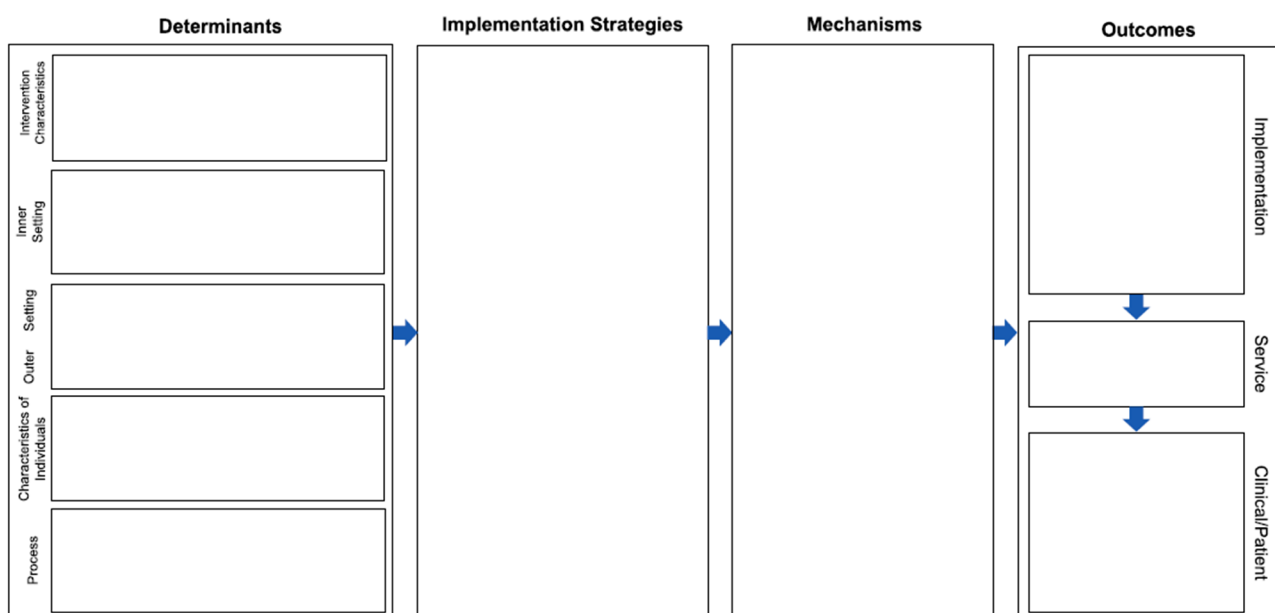 Determinants
Implementation Strategies
Mechanisms
Outcomes
Intervention
Characteristics
Inner
Setting
Outer Setting
Characteristics of
Individuals
Process
Implementation
Service
Clinical/Patient